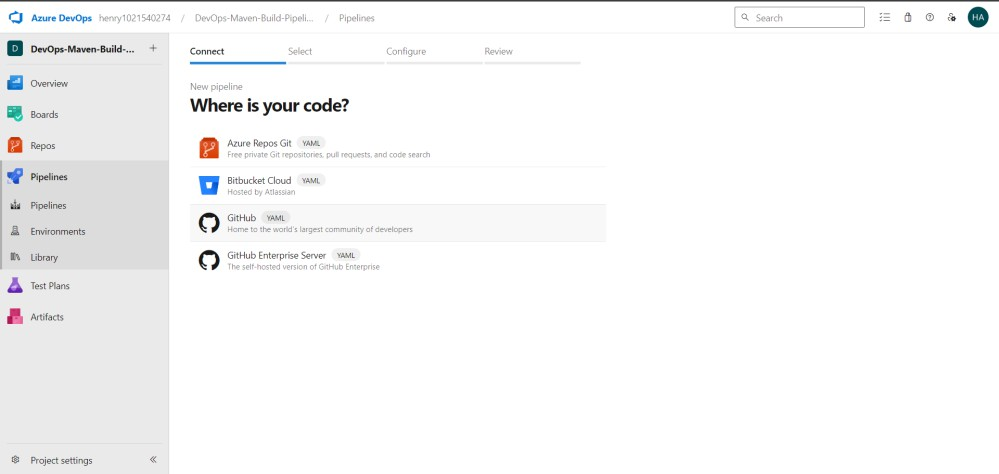 Azure DevOps henry1021540274 / DevOps-Maven-Build-Pipeli... / Pipelines
Search
HA
D DevOps-Maven-Build-... +
Overview
Boards
Repos
Pipelines
Pipelines
Environments
Library
Test Plans
Artifacts
Project settings
Connect Select Configure Review
New pipeline
Where is your code?
Azure Repos Git YAML
Free private Git repositories, pull requests, and code search
Bitbucket Cloud YAML
Hosted by Atlassian
GitHub YAML
Home to the world's largest community of developers
GitHub Enterprise Server YAML
The self-hosted version of GitHub Enterprise